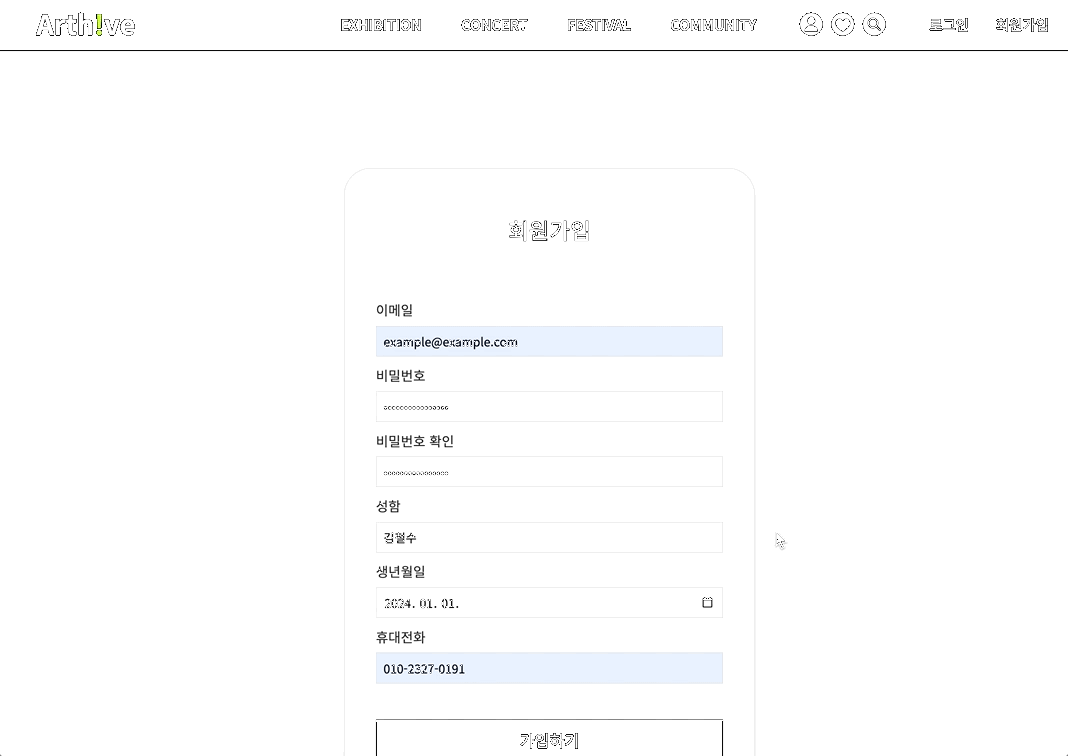 Arth!ve
EXHIBITION CONCERT FESTIVAL COMMUNITY 로그인 회원가입
회원가입
이메일
example@example.com
비밀번호
비밀번호 확인
성함
김철수
생년월일
2024. 01. 01.
휴대전화
010-2327-0191
가입하기